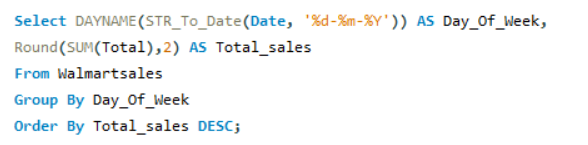 Select DAYNAME(STR_To_Date(Date, '%d-%m-%Y')) AS Day_Of_Week,
Round(SUM(Total),2) AS Total_sales
From Walmartsales
Group By Day_Of_Week
Order By Total_sales DESC;